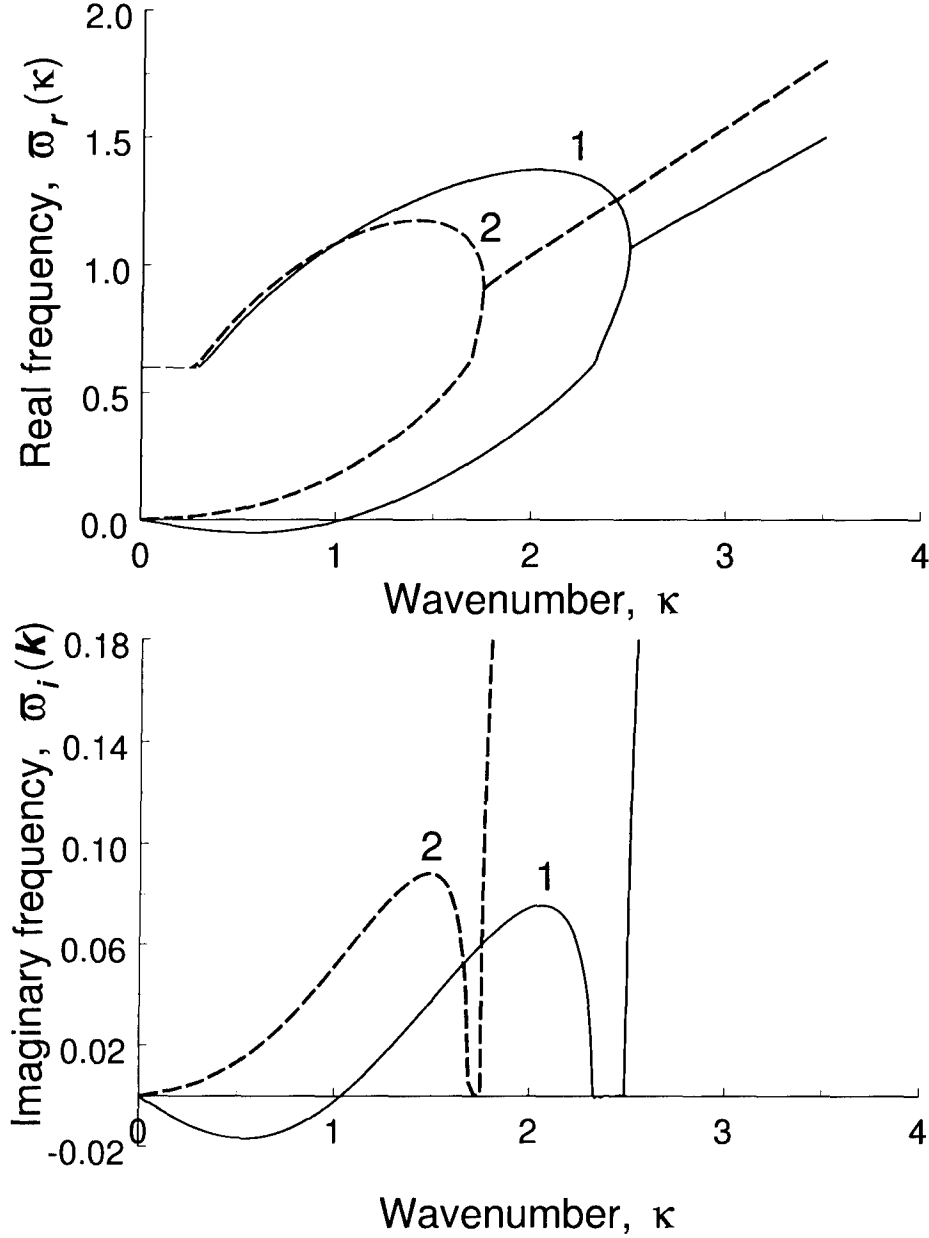 2.0
1.5
1.0
0.5
0.0
Real frequency, ϖr(κ)
1
2
0 1 2 3 4
Wavenumber, κ
0.18
0.14
0.10
0.06
0.02
-0.02
Imaginary frequency, ϖi(k)
2
1
0 1 2 3 4
Wavenumber, κ